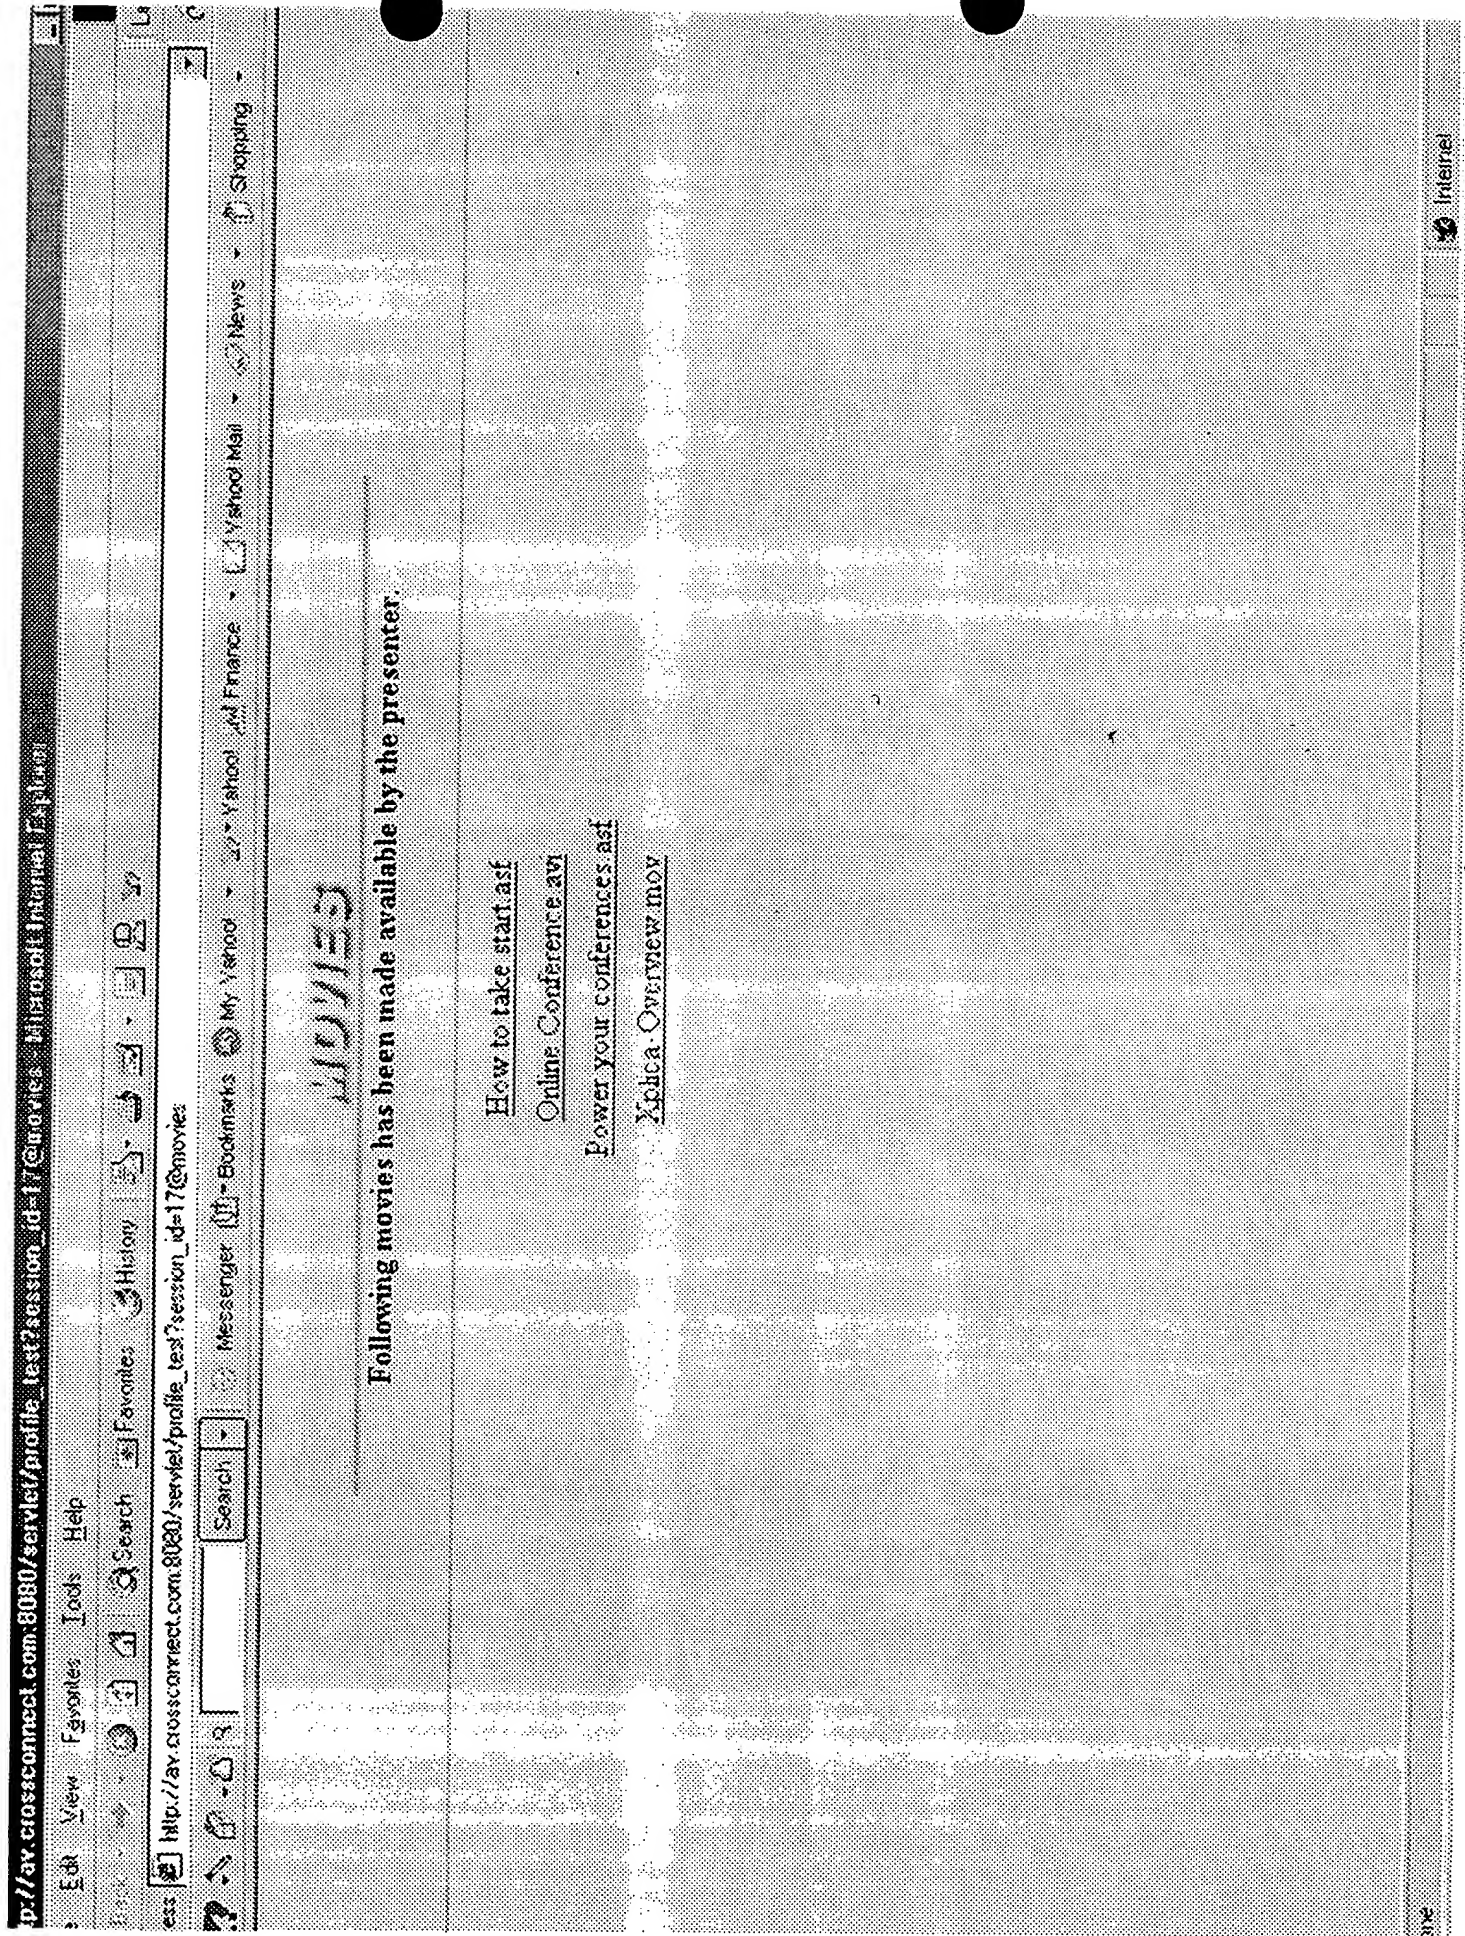 ip://av.crossconnect.com:8080/servlet/profile_test?session_id=17@movies - Microsoft Internet Explorer
Edit View Favorites Tools Help
Search Favorites History
ess http://av.crossconnect.com:8080/servlet/profile_test?session_id=17@movies
Search Messenger Bookmarks My Yahoo! Yahoo! Finance Yahoo! Mail News Shopping
Following movies has been made available by the presenter.
How to take start.asf
Online Conference.avi
Power your conferences.asf
Xplica-Overview.mov
one Internet